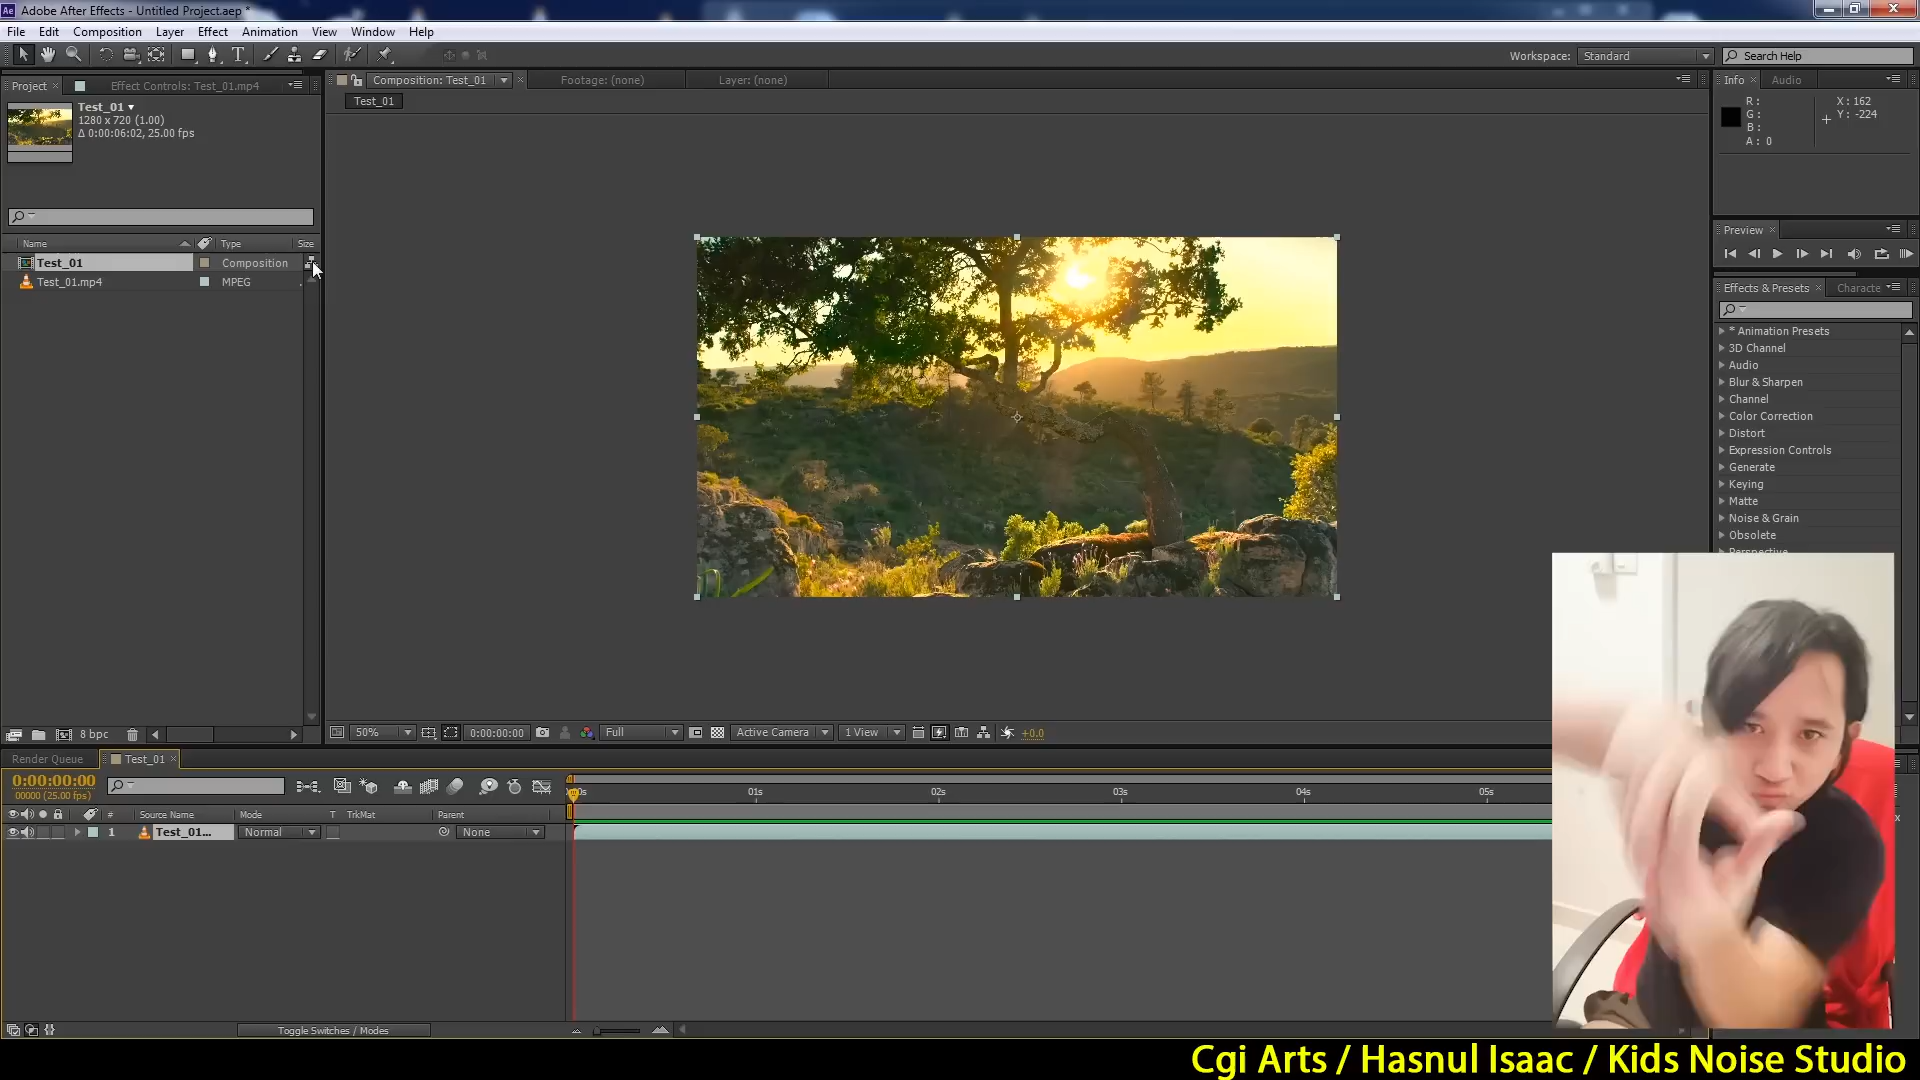 Adobe After Effects - Untitled Project.aep *
File Edit Composition Layer Effect Animation View Window Help
Workspace: Standard Search Help
Project Effect Controls: Test_01.mp4
Composition: Test_01 Footage: (none) Layer: (none)
Info Audio
Test_01
1280 x 720 (1.00)
Δ 0:00:06:02, 25.00 fps
Test_01
R:
G:
B:
A: 0
X: 162
Y: -224
Name Type Size
Test_01 Composition
Test_01.mp4 MPEG
Preview
Effects & Presets Characte
* Animation Presets
3D Channel
Audio
Blur & Sharpen
Channel
Color Correction
Distort
Expression Controls
Generate
Keying
Matte
Noise & Grain
Obsolete
Perspective
8 bpc
50% 0:00:00:00 Full Active Camera 1 View +0.0
Render Queue Test_01
0:00:00:00
00000 (25.00 fps)
01s 02s 03s 04s 05s
# Source Name Mode T TrkMat Parent
1 Test_01... Normal None
Toggle Switches / Modes
Cgi Arts / Hasnul Isaac / Kids Noise Studio